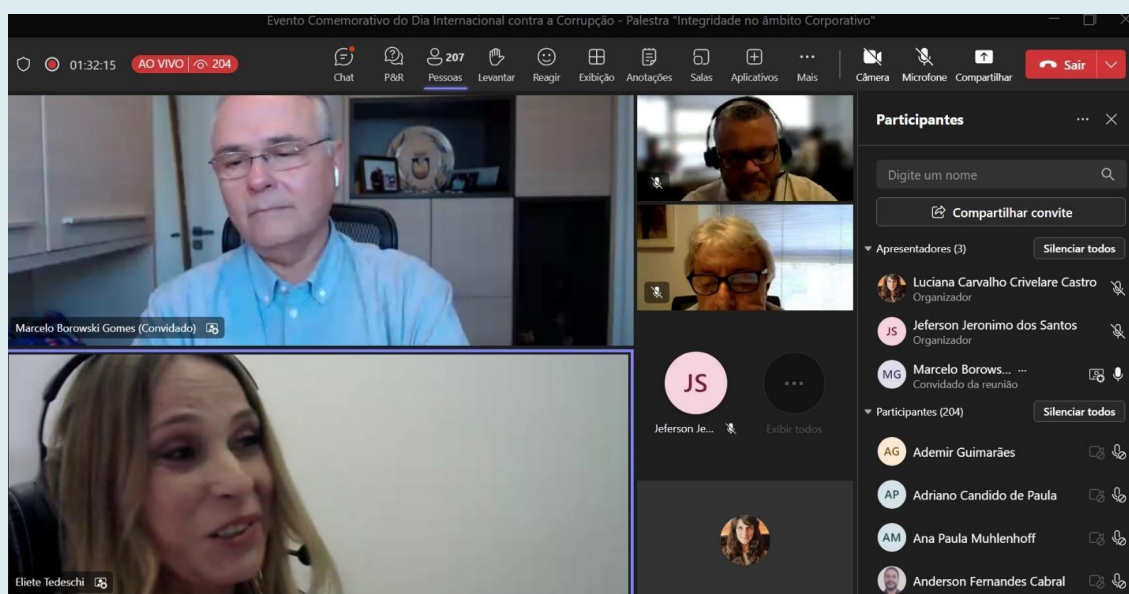 Evento Comemorativo do Dia Internacional contra a Corrupção - Palestra "Integridade no âmbito Corporativo"
01:32:15
AO VIVO 204
Chat
P&R
207
Pessoas
Levantar
Reagir
Exibição
Anotações
Salas
Aplicativos
Mais
Câmera
Microfone
Compartilhar
Sair
Marcelo Borowski Gomes (Convidado)
Eliete Tedeschi
JS
Jeferson Je...
Exibir todos
Participantes
Digite um nome
Compartilhar convite
Apresentadores (3)
Silenciar todos
Luciana Carvalho Crivelare Castro
Organizador
JS
Jeferson Jeronimo dos Santos
Organizador
MG
Marcelo Borows... ...
Convidado da reunião
Participantes (204)
Silenciar todos
AG
Ademir Guimarães
AP
Adriano Candido de Paula
AM
Ana Paula Muhlenhoff
Anderson Fernandes Cabral